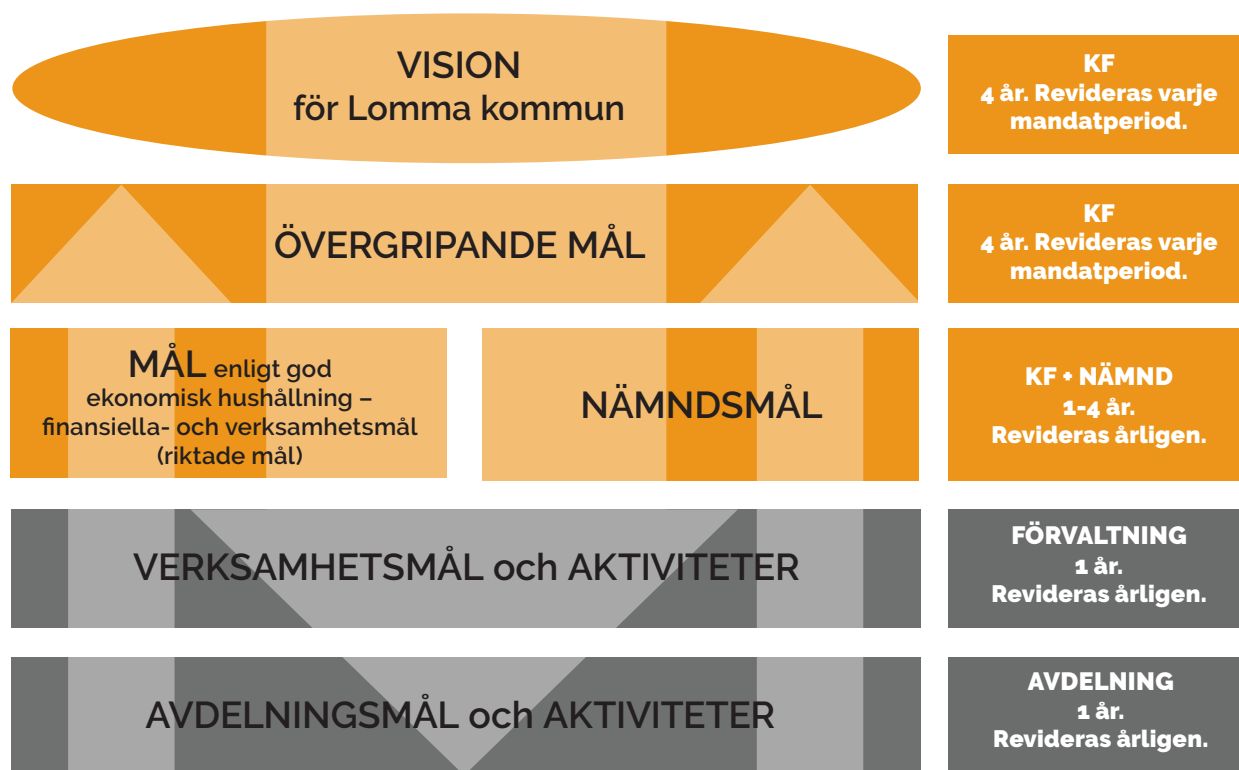 VISION
för Lomma kommun
KF
4 år. Revideras varje
mandatperiod.
ÖVERGRIPANDE MÅL
KF
4 år. Revideras varje
mandatperiod.
MÅL enligt god
ekonomisk hushållning –
finansiella- och verksamhetsmål
(riktade mål)
NÄMNDSMÅL
KF + NÄMND
1-4 år.
Revideras årligen.
VERKSAMHETSMÅL och AKTIVITETER
FÖRVALTNING
1 år.
Revideras årligen.
AVDELNINGSMÅL och AKTIVITETER
AVDELNING
1 år.
Revideras årligen.